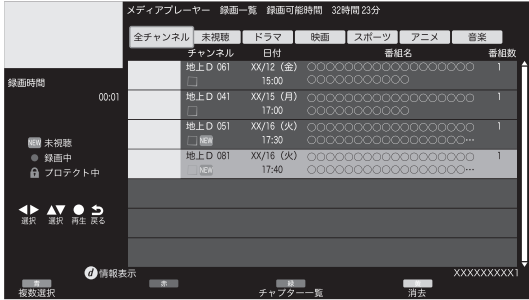 メディアプレーヤー 録画一覧 録画可能時間 32時間23分
全チャンネル 未視聴 ドラマ 映画 スポーツ アニメ 音楽
チャンネル 日付 番組名 番組数
地上D 061 XX/12（金） ○○○○○○○○○○○○○○○○○○ 1
15:00 ○○○○○○○○○○○
地上D 041 XX/15（月） ○○○○○○○○○○○○○○○○○○ 1
17:00 ○○○○○○○○○○○
地上D 051 XX/16（火） ○○○○○○○○○○○○○○○○○○ 1
NEW 17:30 ○○○○○○○○○○○○○○○○○…
地上D 081 XX/16（火） ○○○○○○○○○○○○○○○○○○ 1
NEW 17:40 ○○○○○○○○○○○○○○○○○…
録画時間
00:01
NEW 未視聴
録画中
プロテクト中
選択 選択 再生 戻る
d 情報表示
XXXXXXXXX1
青 赤 緑
複数選択 チャプター一覧 消去